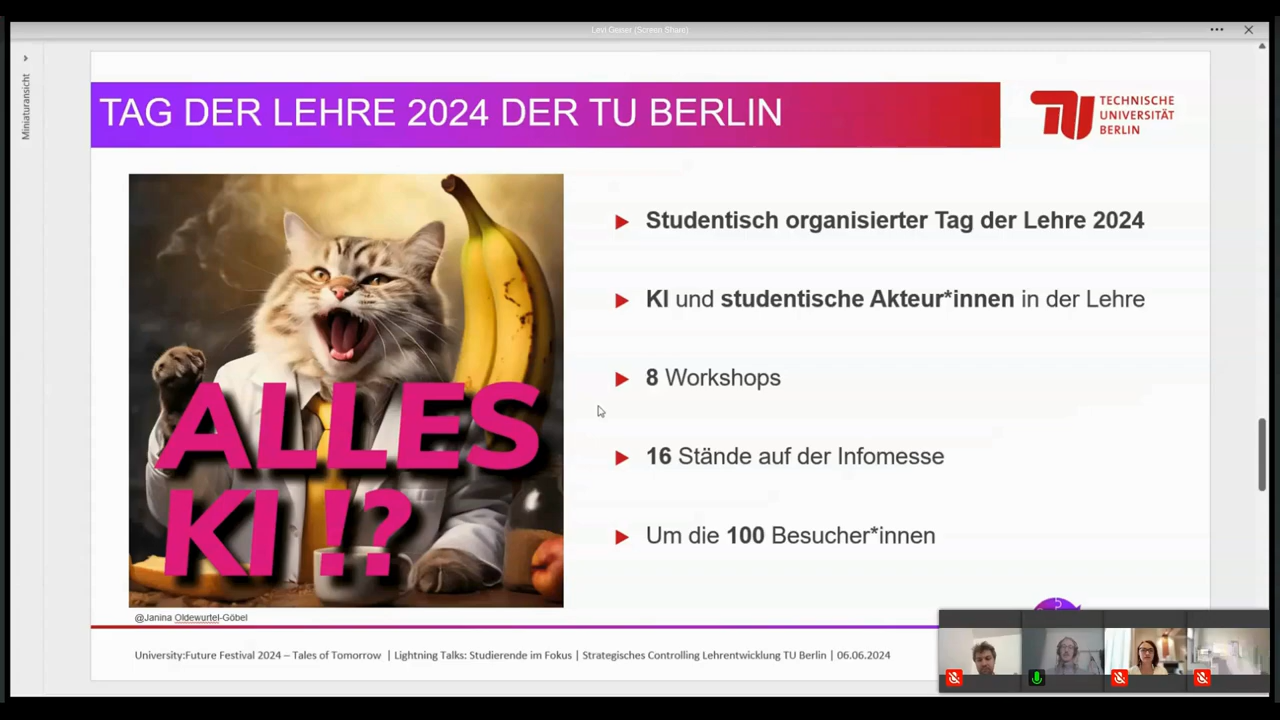 Levi Geiser (Screen Share)
Miniaturansicht
TAG DER LEHRE 2024 DER TU BERLIN
TECHNISCHE
UNIVERSITÄT
BERLIN
ALLES
KI !?
Studentisch organisierter Tag der Lehre 2024
KI und studentische Akteur*innen in der Lehre
8 Workshops
16 Stände auf der Infomesse
Um die 100 Besucher*innen
@Janina Oldewurtel-Göbel
University:Future Festival 2024 – Tales of Tomorrow | Lightning Talks: Studierende im Fokus | Strategisches Controlling Lehrentwicklung TU Berlin | 06.06.2024